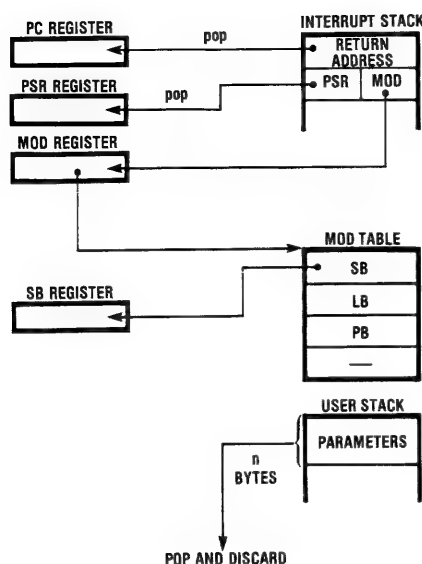 PC REGISTER
pop
INTERRUPT STACK
RETURN
ADDRESS
PSR REGISTER
pop
PSR
MOD
MOD REGISTER
MOD TABLE
SB
SB REGISTER
LB
PB
—
USER STACK
PARAMETERS
n
BYTES
POP AND DISCARD